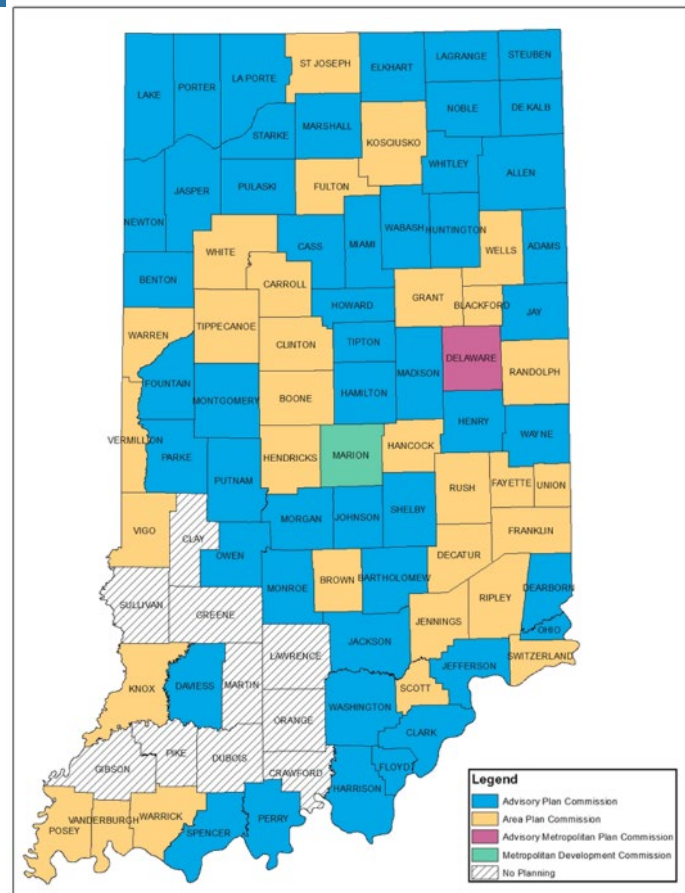 ST JOSEPH
ELKHART
LAGRANGE
STEUBEN
LAKE
PORTER
LA PORTE
NOBLE
DE KALB
STARKE
MARSHALL
KOSCIUSKO
WHITLEY
ALLEN
NEWTON
JASPER
PULASKI
FULTON
WHITE
CASS
MIAMI
WABASH
HUNTINGTON
WELLS
ADAMS
BENTON
CARROLL
HOWARD
GRANT
BLACKFORD
JAY
WARREN
TIPPECANOE
CLINTON
TIPTON
MADISON
DELAWARE
RANDOLPH
FOUNTAIN
MONTGOMERY
BOONE
HAMILTON
HENRY
WAYNE
VERMILLION
PARKE
PUTNAM
HENDRICKS
MARION
HANCOCK
RUSH
FAYETTE
UNION
VIGO
CLAY
MORGAN
JOHNSON
SHELBY
FRANKLIN
OWEN
DECATUR
SULLIVAN
GREENE
MONROE
BROWN
BARTHOLOMEW
JENNINGS
RIPLEY
DEARBORN
OHIO
LAWRENCE
JACKSON
JEFFERSON
SWITZERLAND
KNOX
DAVIESS
MARTIN
ORANGE
WASHINGTON
SCOTT
CLARK
GIBSON
PIKE
DUBOIS
CRAWFORD
FLOYD
HARRISON
POSEY
VANDERBURGH
WARRICK
SPENCER
PERRY
Legend
Advisory Plan Commission
Area Plan Commission
Advisory Metropolitan Plan Commission
Metropolitan Development Commission
No Planning